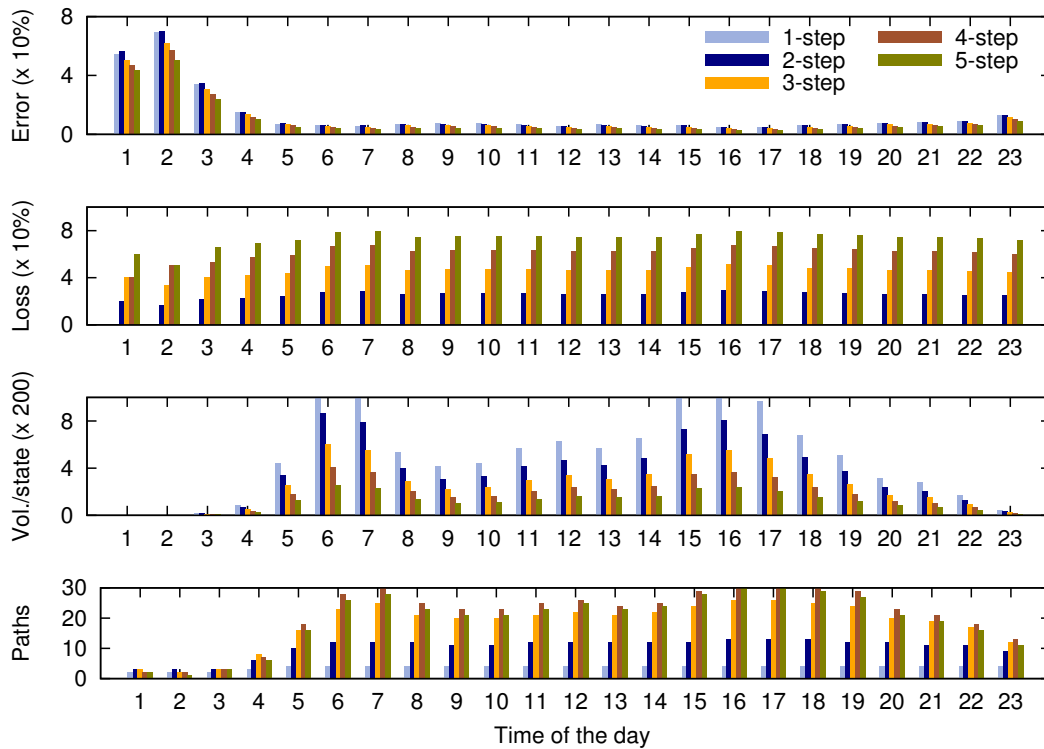 Error (x 10%)
8
4
0
1-step
2-step
3-step
4-step
5-step
1 2 3 4 5 6 7 8 9 10 11 12 13 14 15 16 17 18 19 20 21 22 23
Loss (x 10%)
8
4
0
1 2 3 4 5 6 7 8 9 10 11 12 13 14 15 16 17 18 19 20 21 22 23
Vol./state (x 200)
8
4
0
1 2 3 4 5 6 7 8 9 10 11 12 13 14 15 16 17 18 19 20 21 22 23
Paths
30
20
10
0
1 2 3 4 5 6 7 8 9 10 11 12 13 14 15 16 17 18 19 20 21 22 23
Time of the day